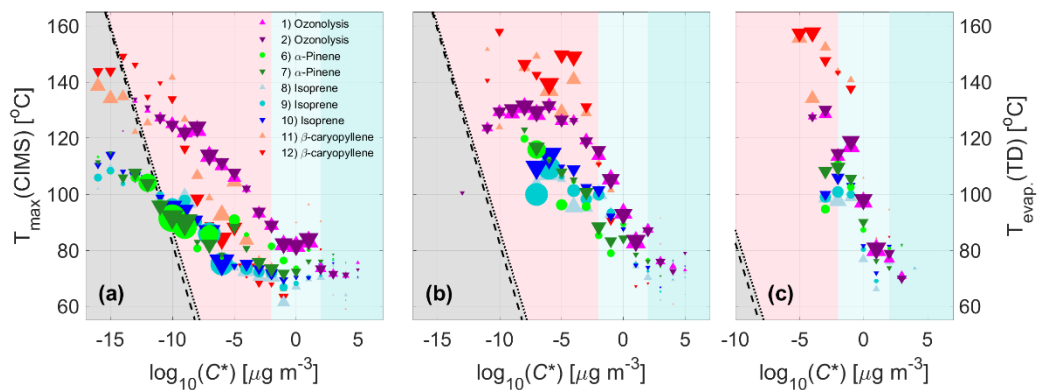 160
140
120
100
80
60
T_max(CIMS) [°C]
1) Ozonolysis
2) Ozonolysis
6) α-Pinene
7) α-Pinene
8) Isoprene
9) Isoprene
10) Isoprene
11) β-caryopyllene
12) β-caryopyllene
(a)
-15 -10 -5 0 5
log10(C*) [μg m⁻³]
(b)
-15 -10 -5 0 5
log10(C*) [μg m⁻³]
(c)
-10 -5 0 5
log10(C*) [μg m⁻³]
160
140
120
100
80
60
T_evap.(TD) [°C]